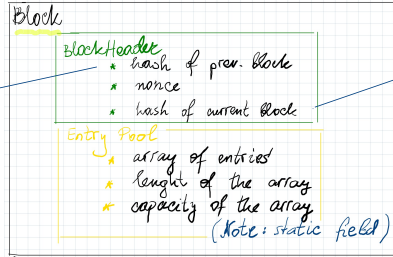 Block
BlockHeader
* hash of prev. block
* nonce
* hash of current block
Entry Pool
* array of entries
* lenght of the array
* capacity of the array
(Note: static field)